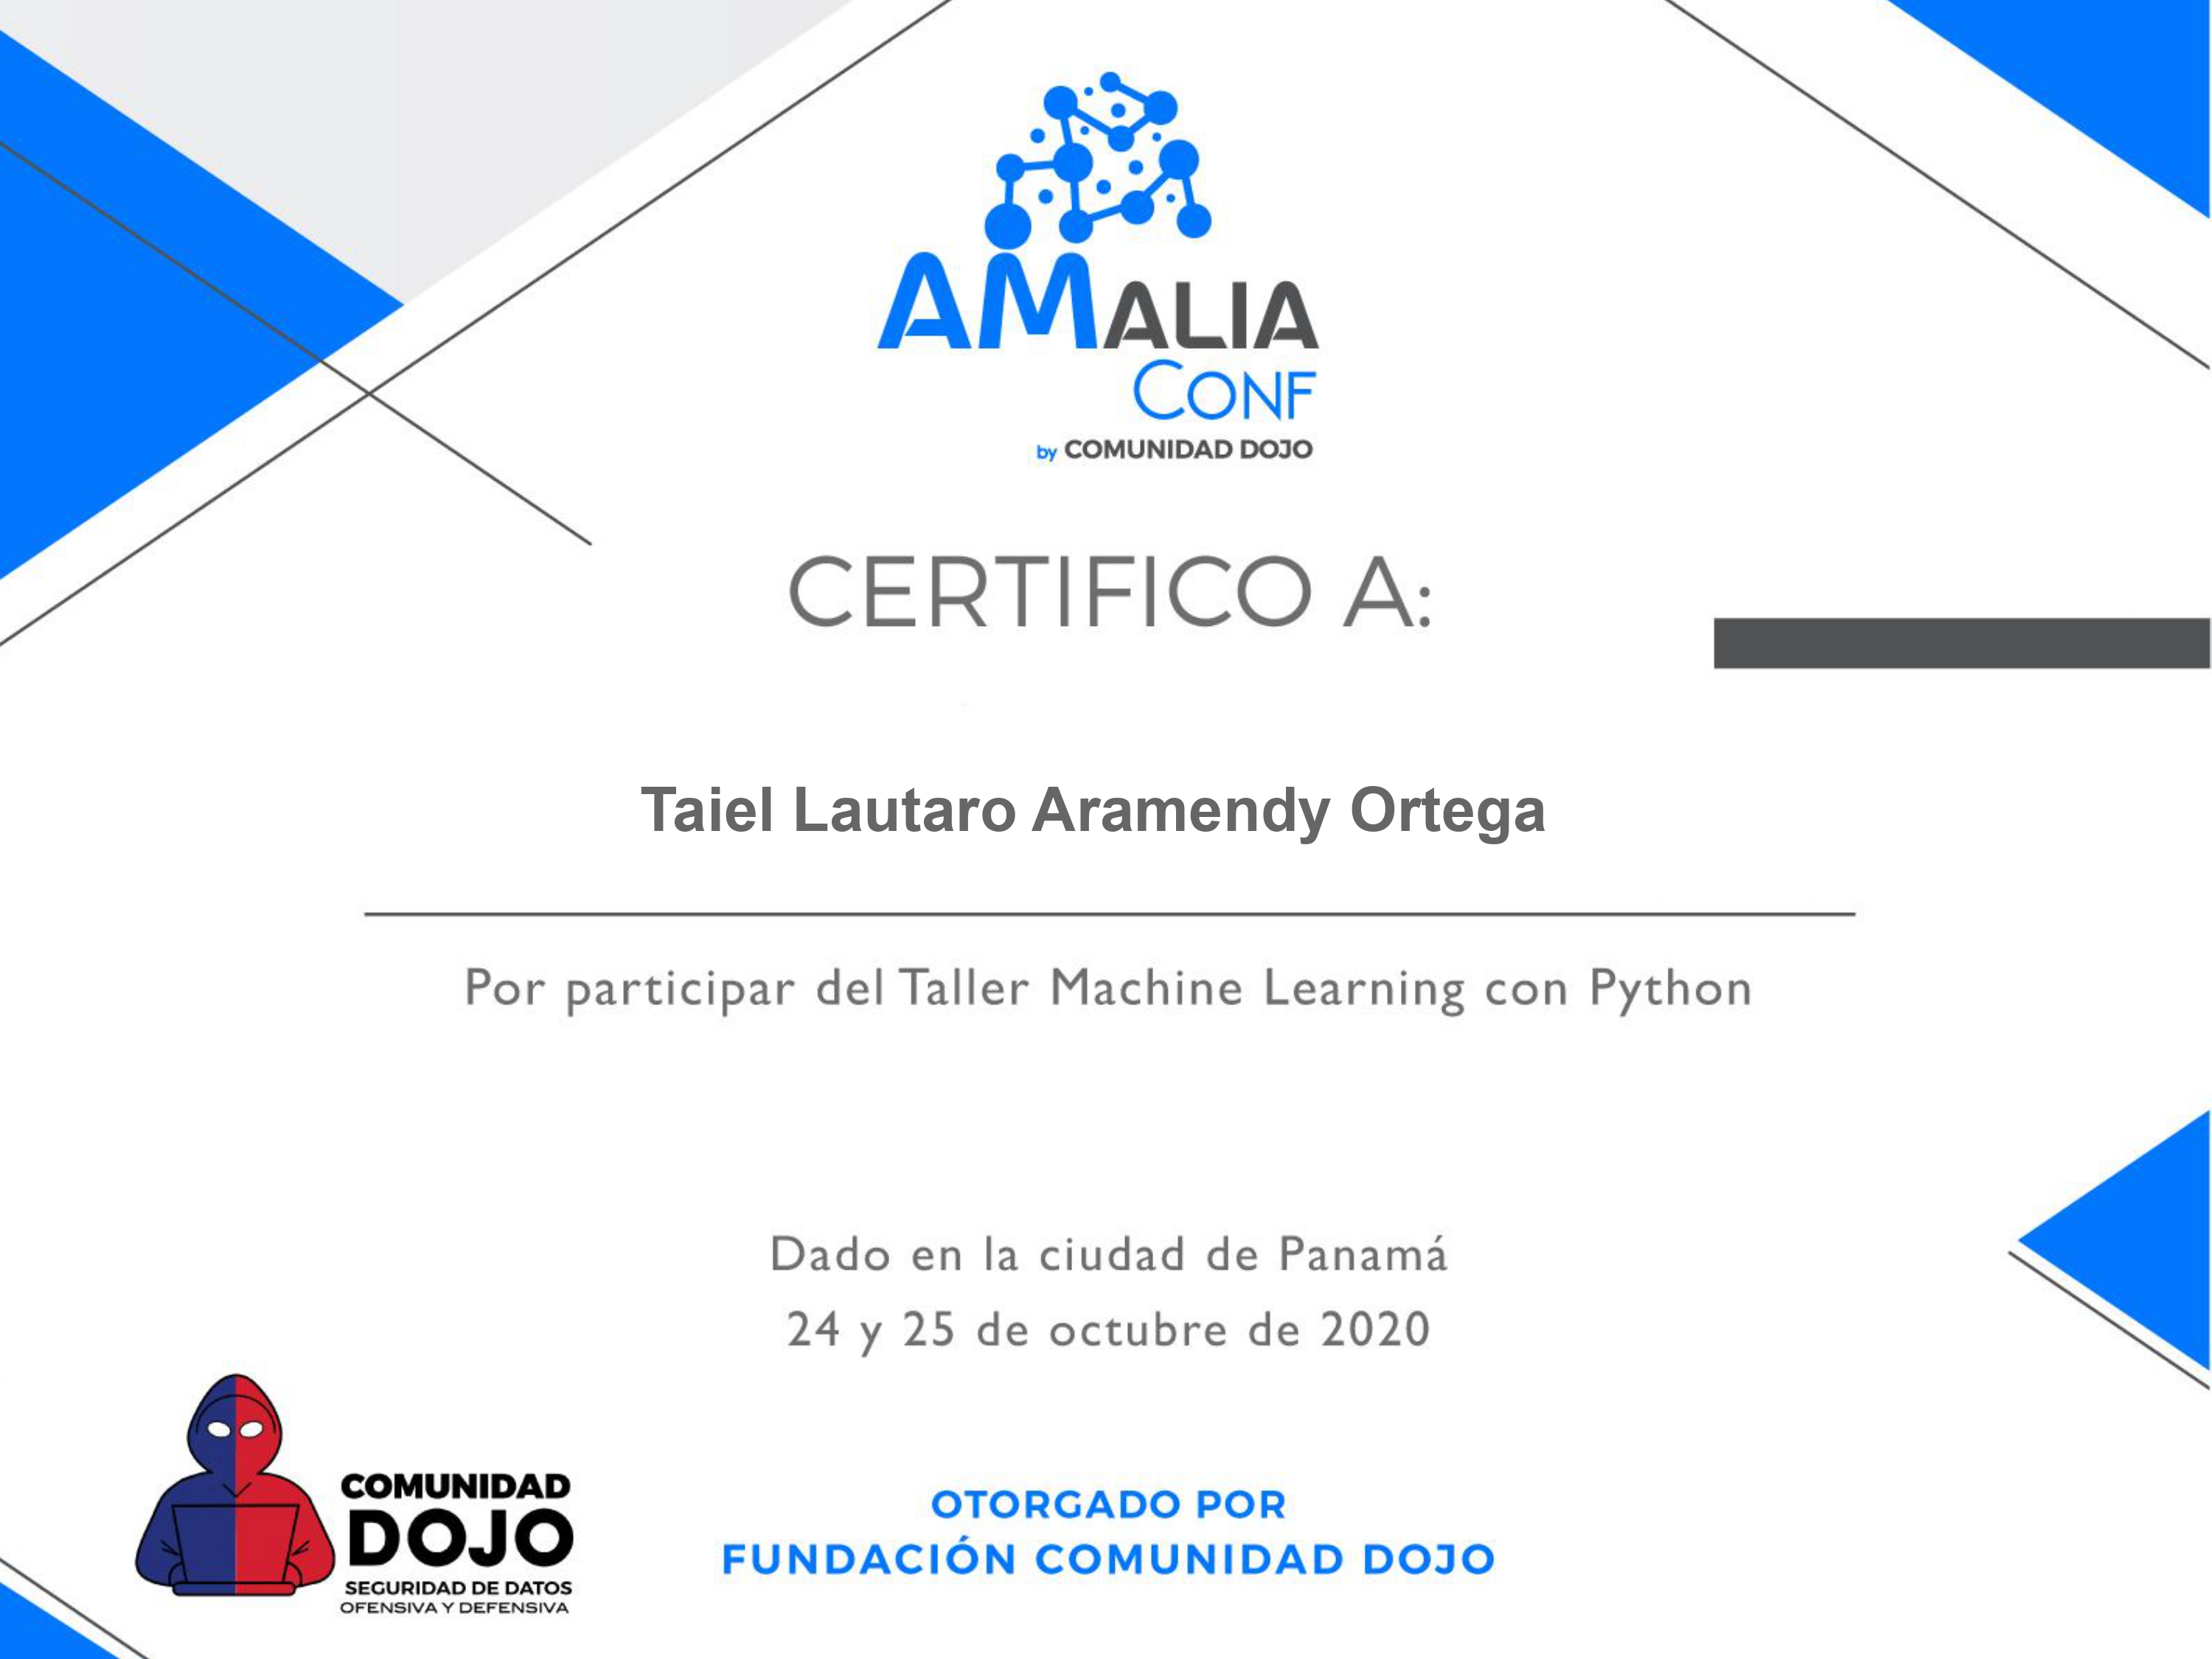 AMALIA
CONF
by COMUNIDAD DOJO
CERTIFICO A:
Taiel Lautaro Aramendy Ortega
Por participar del Taller Machine Learning con Python
Dado en la ciudad de Panamá
24 y 25 de octubre de 2020
COMUNIDAD
DOJO
SEGURIDAD DE DATOS
OFENSIVA Y DEFENSIVA
OTORGADO POR
FUNDACIÓN COMUNIDAD DOJO